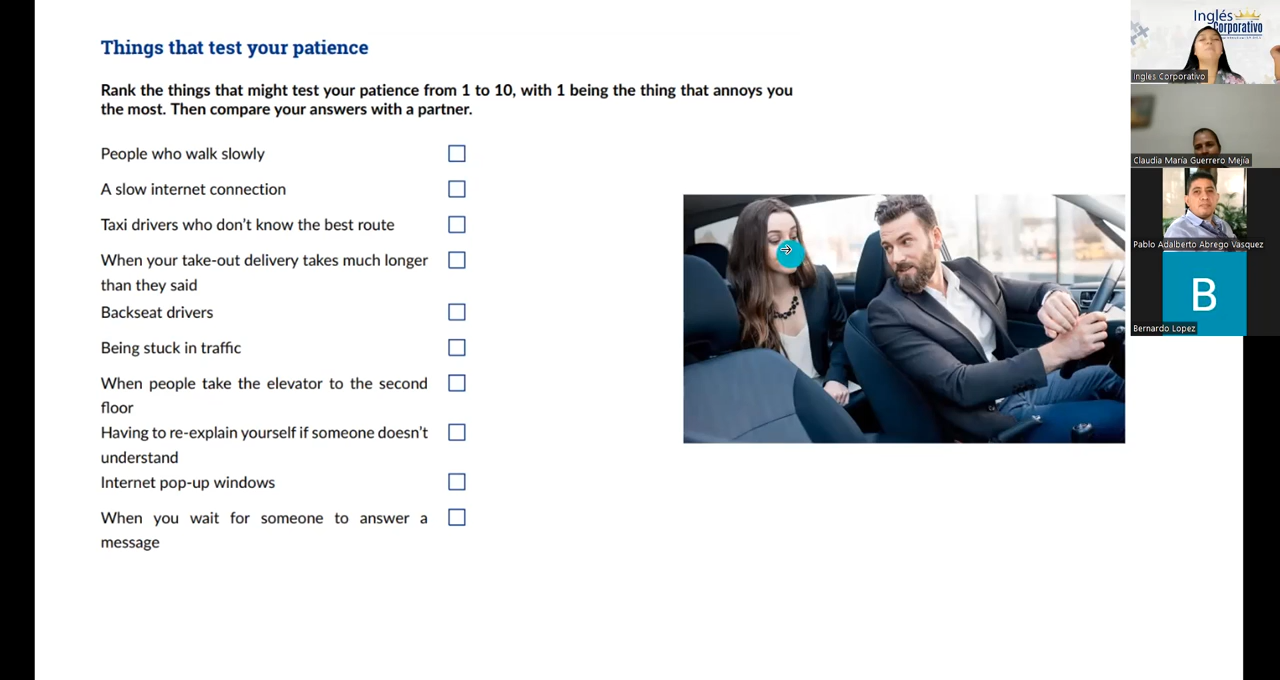 Things that test your patience
Rank the things that might test your patience from 1 to 10, with 1 being the thing that annoys you
the most. Then compare your answers with a partner.
People who walk slowly
A slow internet connection
Taxi drivers who don't know the best route
When your take-out delivery takes much longer
than they said
Backseat drivers
Being stuck in traffic
When people take the elevator to the second
floor
Having to re-explain yourself if someone doesn't
understand
Internet pop-up windows
When you wait for someone to answer a
message
Inglés
Corporativo
Ingles Corporativo
Claudia María Guerrero Mejía
Pablo Adalberto Abrego Vasquez
B
Bernardo Lopez